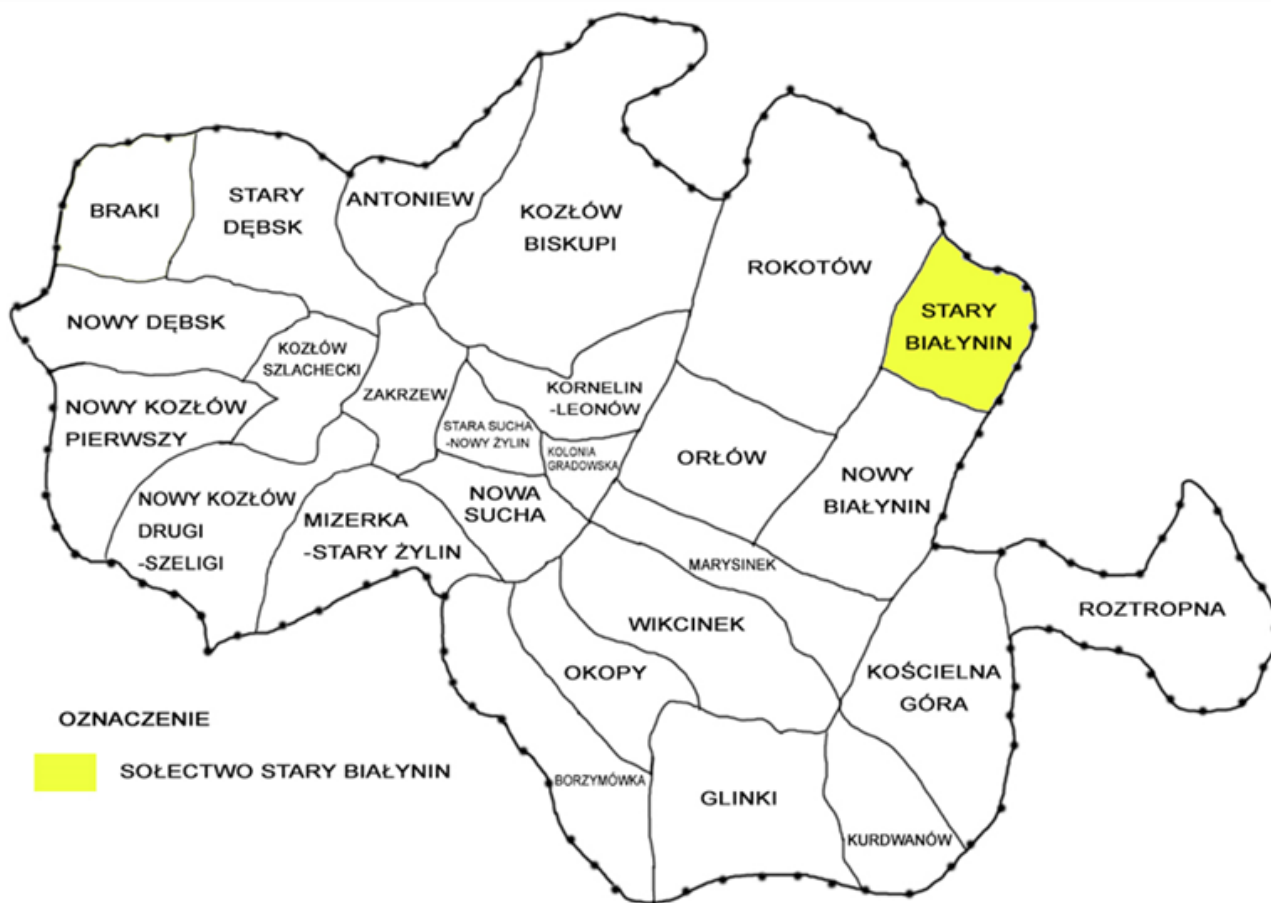 BRAKI
STARY
DĘBSK
ANTONIEW
KOZŁÓW
BISKUPI
ROKOTÓW
STARY
BIAŁYNIN
NOWY DĘBSK
KOZŁÓW
SZLACHECKI
ZAKRZEW
KORNELIN
-LEONÓW
NOWY KOZŁÓW
PIERWSZY
STARA SUCHA
-NOWY ŻYLIN
KOLONIA
GRADOWSKA
ORŁÓW
NOWY
BIAŁYNIN
NOWY KOZŁÓW
DRUGI
-SZELIGI
MIZERKA
-STARY ŻYLIN
NOWA
SUCHA
MARYSINEK
ROZTROPNA
WIKCINEK
OKOPY
KOŚCIELNA
GÓRA
BORZYMÓWKA
GLINKI
KURDWANÓW
OZNACZENIE
SOŁECTWO STARY BIAŁYNIN